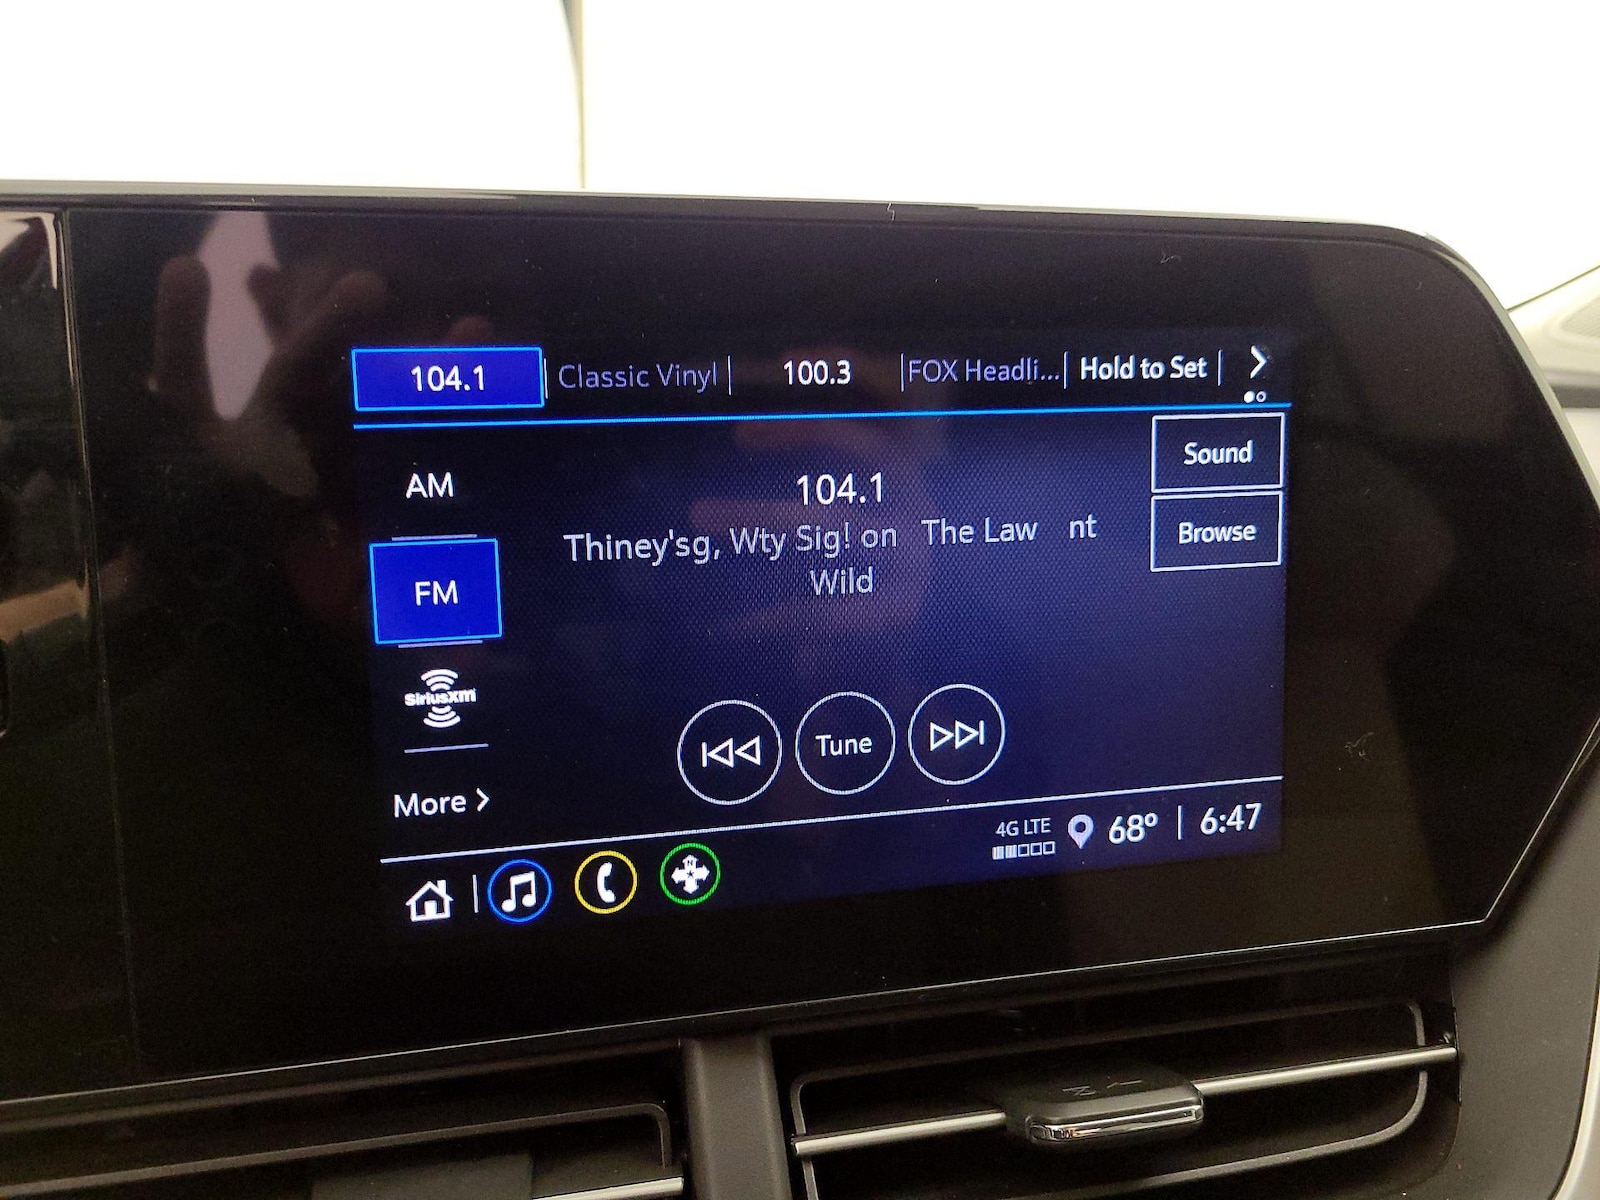 104.1 Classic Vinyl 100.3 FOX Headli... Hold to Set
Sound
AM
104.1
Thiney'sg, Wty Sig! on The Law nt
Browse
Wild
FM
SiriusXM
Tune
More
4G LTE 68° 6:47
N